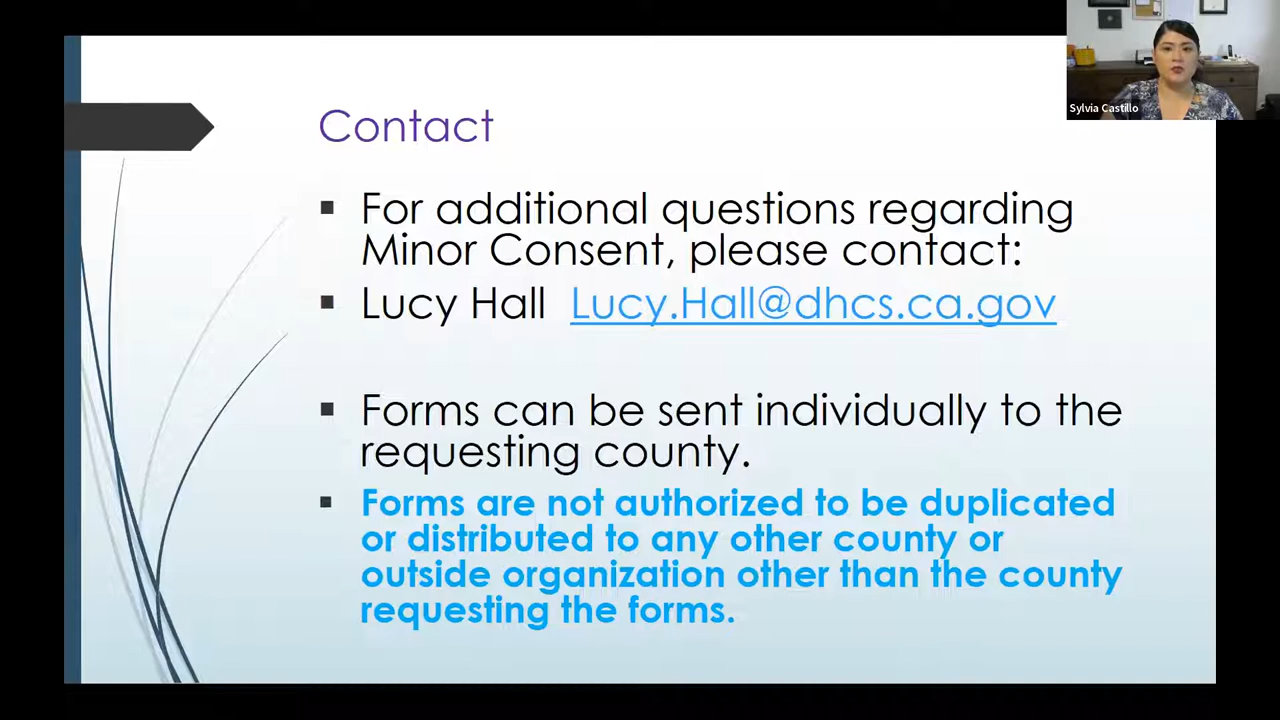 Sylvia Castillo
Contact
For additional questions regarding
Minor Consent, please contact:
Lucy Hall Lucy.Hall@dhcs.ca.gov
Forms can be sent individually to the
requesting county.
Forms are not authorized to be duplicated
or distributed to any other county or
outside organization other than the county
requesting the forms.